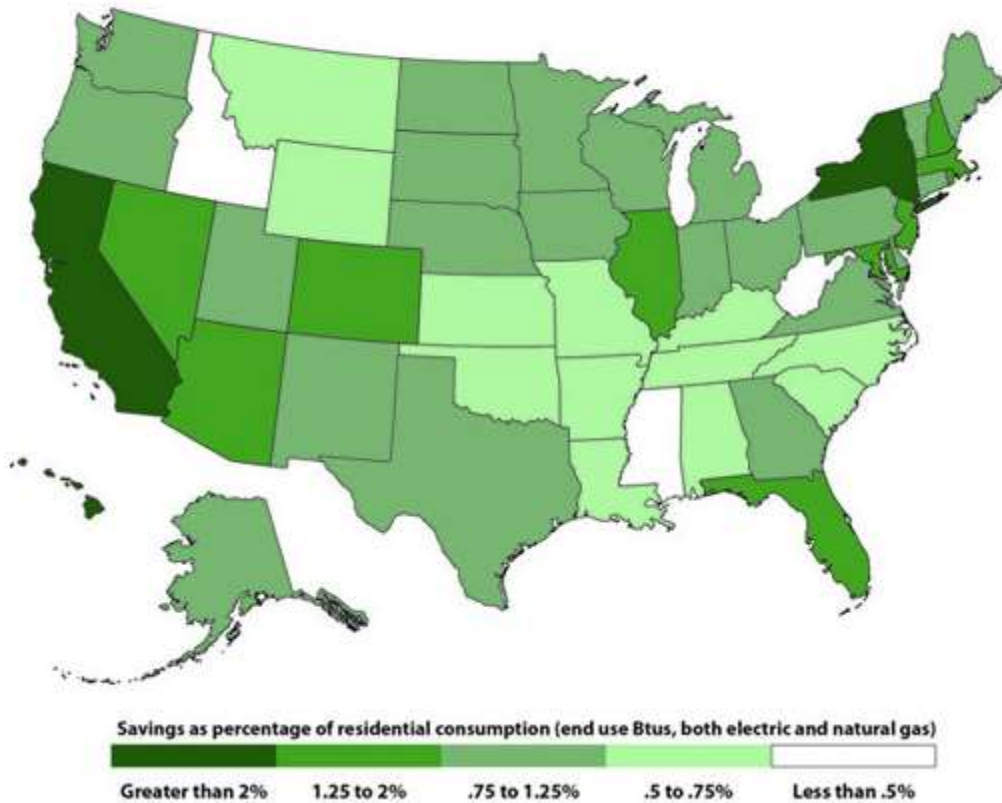 Savings as percentage of residential consumption (end use Btus, both electric and natural gas)
Greater than 2% 1.25 to 2% .75 to 1.25% .5 to .75% Less than .5%